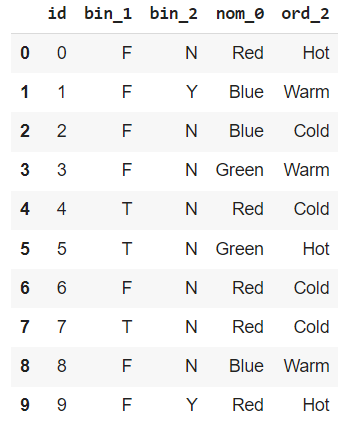 id bin_1 bin_2 nom_0 ord_2
0 0 F N Red Hot
1 1 F Y Blue Warm
2 2 F N Blue Cold
3 3 F N Green Warm
4 4 T N Red Cold
5 5 T N Green Hot
6 6 F N Red Cold
7 7 T N Red Cold
8 8 F N Blue Warm
9 9 F Y Red Hot